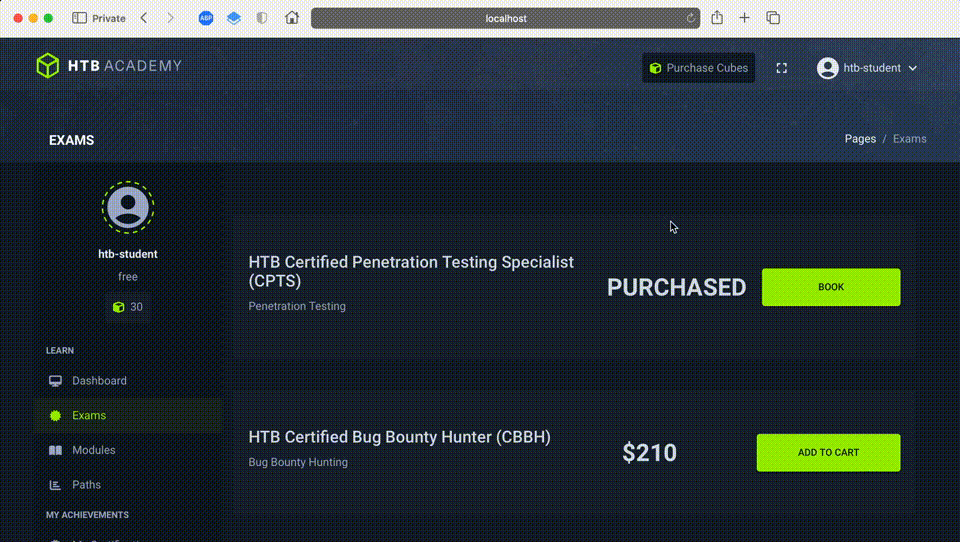 Private
ABP
localhost
HTB ACADEMY
Purchase Cubes
htb-student
EXAMS
Pages / Exams
htb-student
free
30
LEARN
Dashboard
Exams
Modules
Paths
MY ACHIEVEMENTS
HTB Certified Penetration Testing Specialist
(CPTS)
Penetration Testing
PURCHASED
BOOK
HTB Certified Bug Bounty Hunter (CBBH)
Bug Bounty Hunting
$210
ADD TO CART